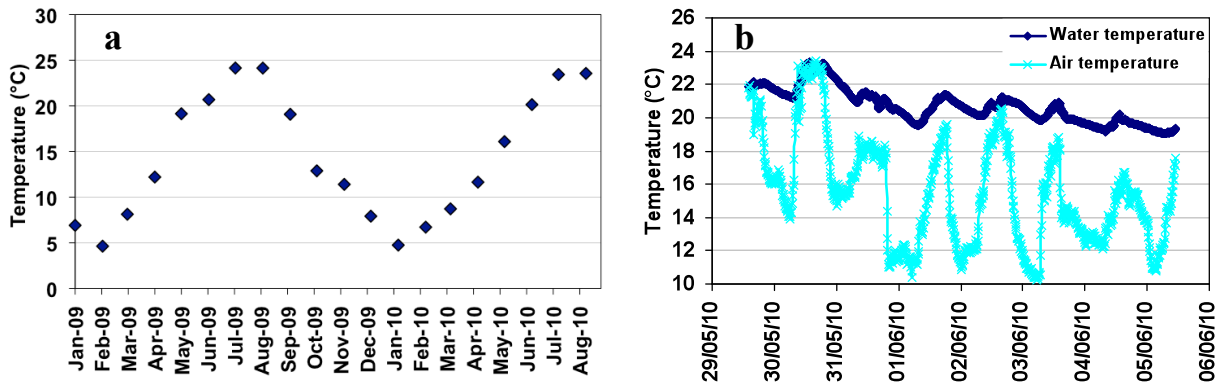 a
Temperature (°C)
30
25
20
15
10
5
0
Jan-09
Feb-09
Mar-09
Apr-09
May-09
Jun-09
Jul-09
Aug-09
Sep-09
Oct-09
Nov-09
Dec-09
Jan-10
Feb-10
Mar-10
Apr-10
May-10
Jun-10
Jul-10
Aug-10
b
Water temperature
Air temperature
Temperature (°C)
26
24
22
20
18
16
14
12
10
29/05/10
30/05/10
31/05/10
01/06/10
02/06/10
03/06/10
04/06/10
05/06/10
06/06/10